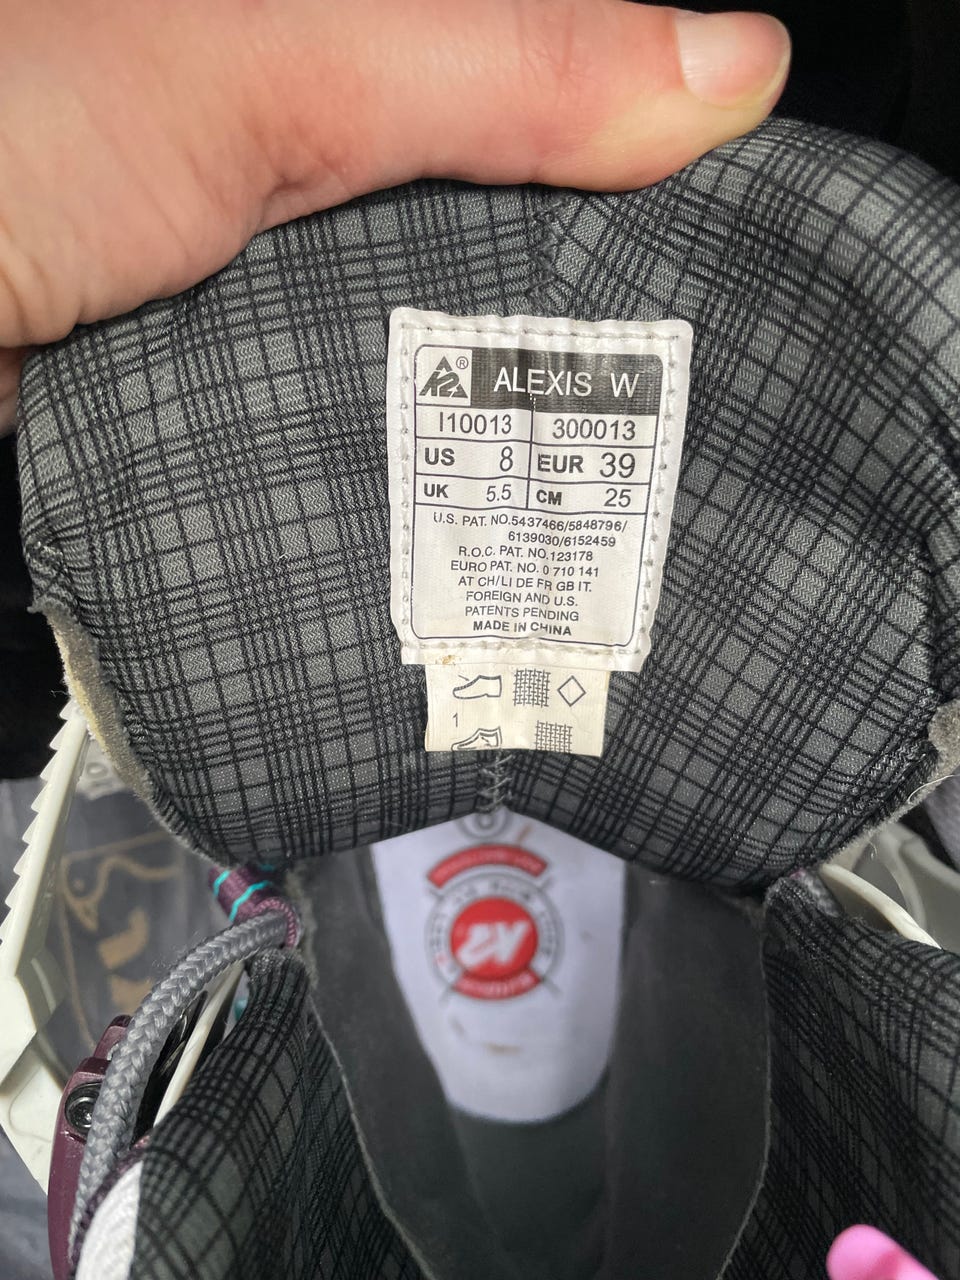 K2® ALEXIS W
I10013 300013
US 8 EUR 39
UK 5.5 CM 25
U.S. PAT. NO.5437466/5848796/
6139030/6152459
R.O.C. PAT. NO.123178
EURO PAT. NO. 0 710 141
AT CH/LI DE FR GB IT.
FOREIGN AND U.S.
PATENTS PENDING
MADE IN CHINA
1
K2